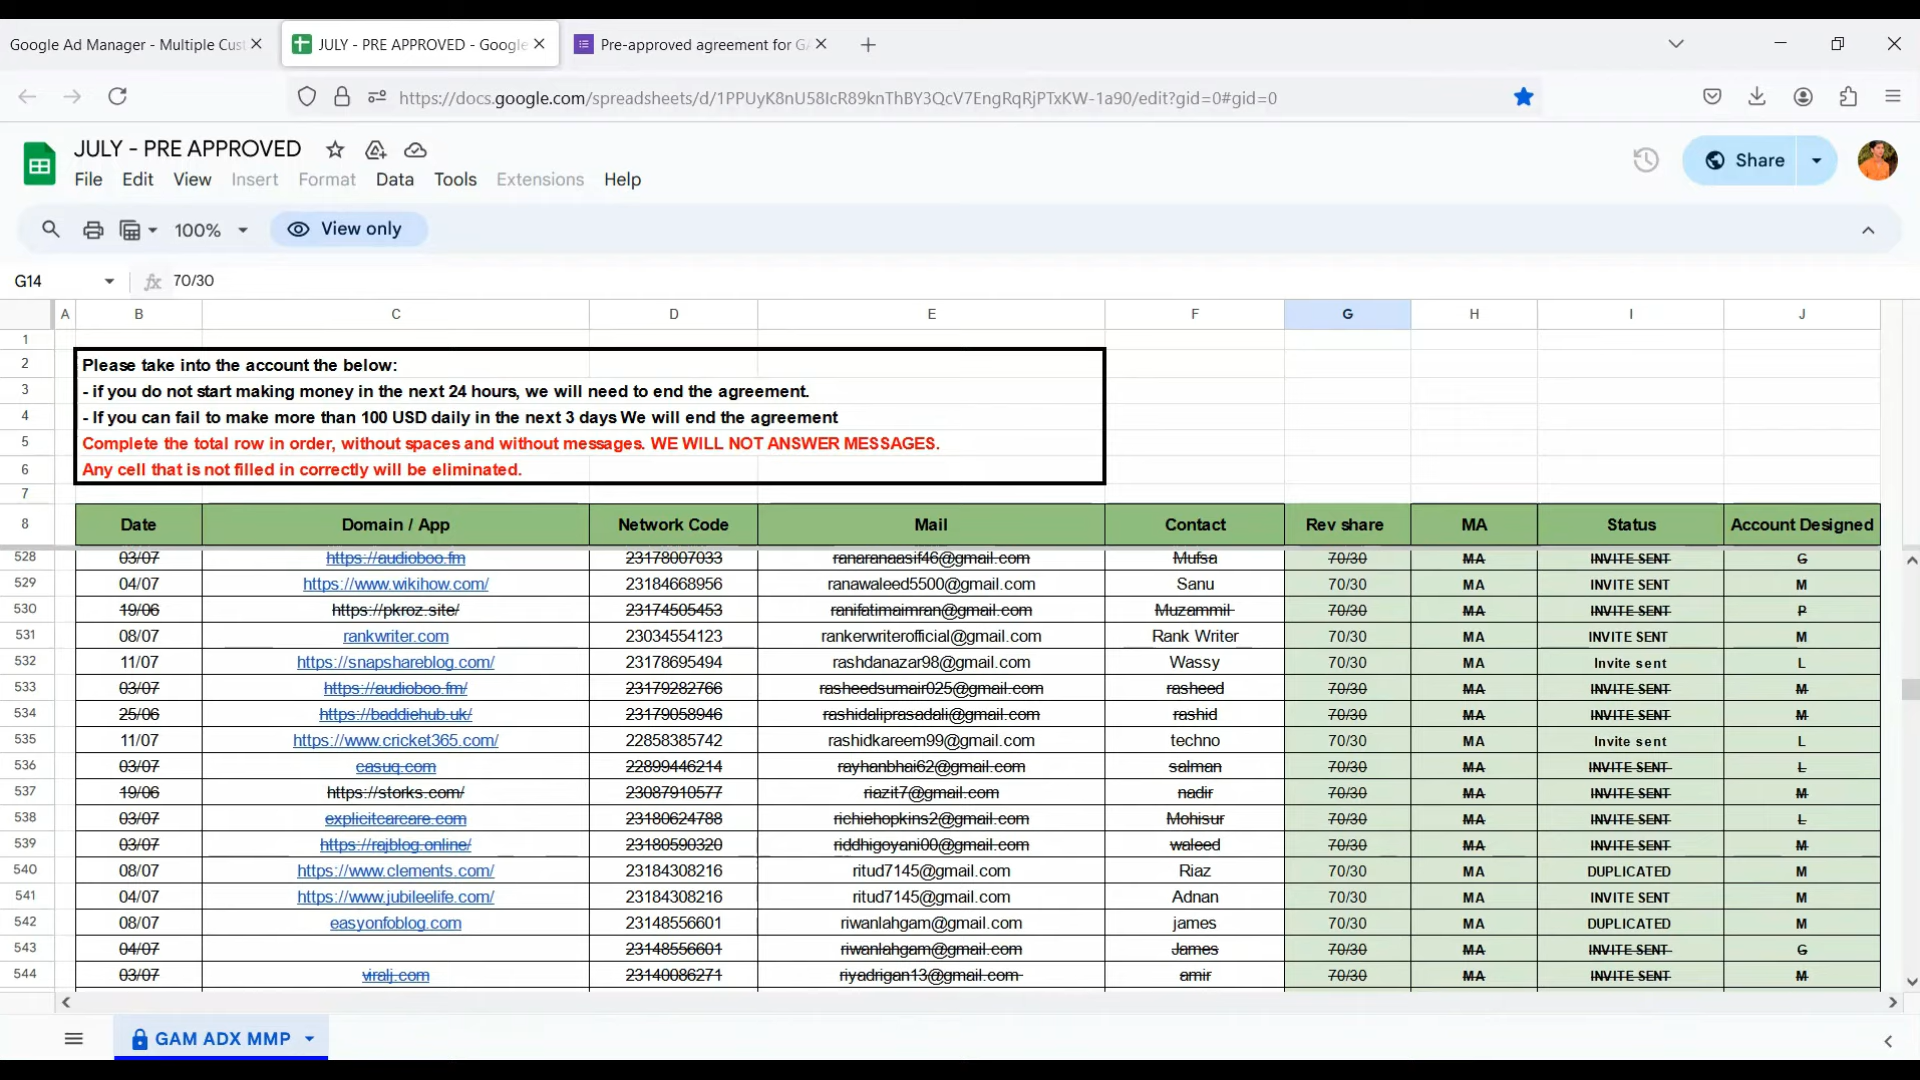 Google Ad Manager - Multiple Cust
JULY - PRE APPROVED - Google
Pre-approved agreement for GA
https://docs.google.com/spreadsheets/d/1PPUyK8nU58IcR89knThBY3QcV7EngRqRjPTxKW-1a90/edit?gid=0#gid=0
JULY - PRE APPROVED
Share
File Edit View Insert Format Data Tools Extensions Help
100% View only
G14 fx 70/30
A B C D E F G H I J
1
2 Please take into the account the below:
3 - if you do not start making money in the next 24 hours, we will need to end the agreement.
4 - If you can fail to make more than 100 USD daily in the next 3 days We will end the agreement
5 Complete the total row in order, without spaces and without messages. WE WILL NOT ANSWER MESSAGES.
6 Any cell that is not filled in correctly will be eliminated.
7
8 Date Domain / App Network Code Mail Contact Rev share MA Status Account Designed
528 03/07 https://audioboo.fm 23178007033 ranaranaasif46@gmail.com Mufsa 70/30 MA INVITE SENT G
529 04/07 https://www.wikihow.com/ 23184668956 ranawaleed5500@gmail.com Sanu 70/30 MA INVITE SENT M
530 19/06 https://pkroz.site/ 23174505453 ranifatimaimran@gmail.com Muzammil 70/30 MA INVITE SENT P
531 08/07 rankwriter.com 23034554123 rankerwriterofficial@gmail.com Rank Writer 70/30 MA INVITE SENT M
532 11/07 https://snapshareblog.com/ 23178695494 rashdanazar98@gmail.com Wassy 70/30 MA Invite sent L
533 03/07 https://audioboo.fm/ 23179282766 rasheedsumair025@gmail.com rasheed 70/30 MA INVITE SENT M
534 25/06 https://baddiehub.uk/ 23179058946 rashidaliprasadali@gmail.com rashid 70/30 MA INVITE SENT M
535 11/07 https://www.cricket365.com/ 22858385742 rashidkareem99@gmail.com techno 70/30 MA Invite sent L
536 03/07 casuq.com 22899446214 rayhanbhai62@gmail.com salman 70/30 MA INVITE SENT L
537 19/06 https://storks.com/ 23087910577 riazit7@gmail.com nadir 70/30 MA INVITE SENT M
538 03/07 explicitcarcare.com 23180624788 richiehopkins2@gmail.com Mohisur 70/30 MA INVITE SENT L
539 03/07 https://rajblog.online/ 23180590320 riddhigoyani00@gmail.com waleed 70/30 MA INVITE SENT M
540 08/07 https://www.clements.com/ 23184308216 ritud7145@gmail.com Riaz 70/30 MA DUPLICATED M
541 04/07 https://www.jubileelife.com/ 23184308216 ritud7145@gmail.com Adnan 70/30 MA INVITE SENT M
542 08/07 easyonfoblog.com 23148556601 riwanlahgam@gmail.com james 70/30 MA DUPLICATED M
543 04/07 23148556601 riwanlahgam@gmail.com James 70/30 MA INVITE SENT G
544 03/07 viralj.com 23140086271 riyadrigan13@gmail.com amir 70/30 MA INVITE SENT M
GAM ADX MMP